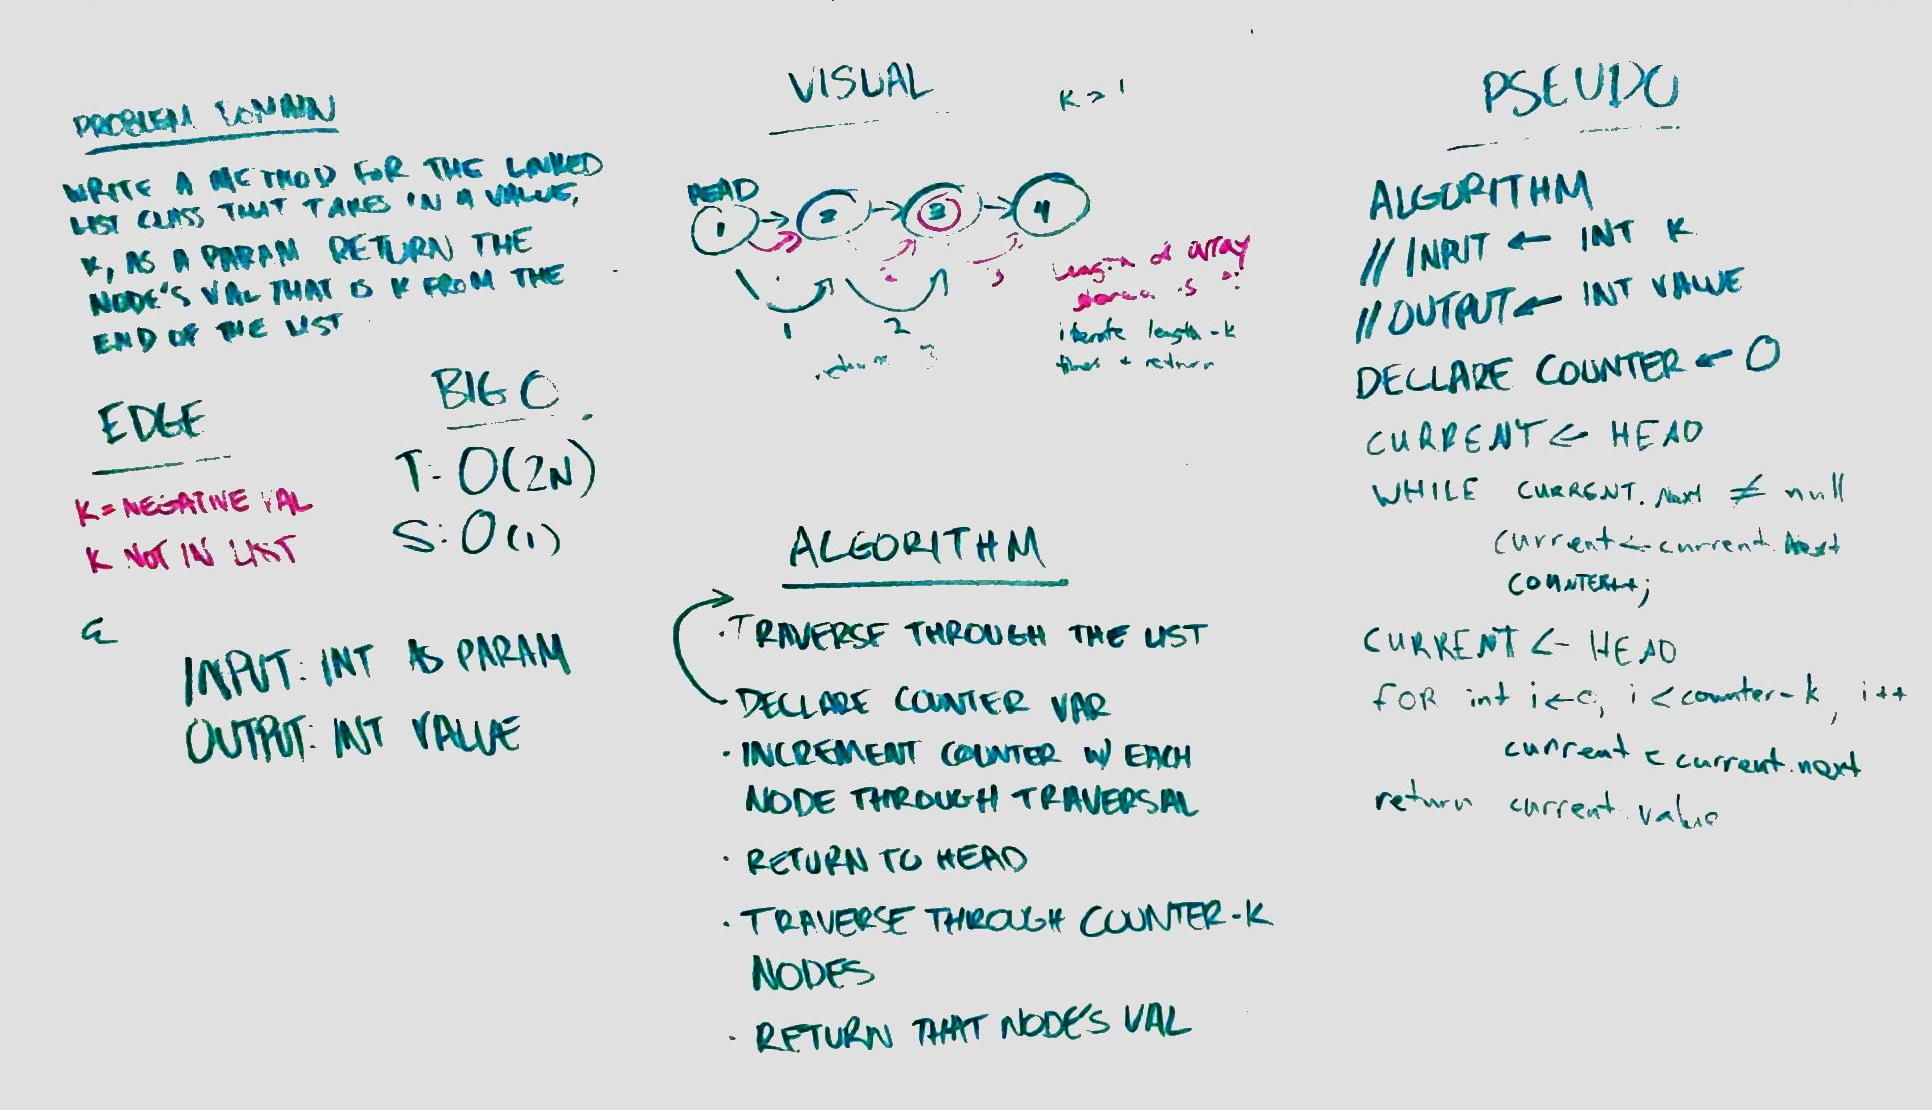 PROBLEM DOMAIN
WRITE A METHOD FOR THE LINKED
LIST CLASS THAT TAKES IN A VALUE,
K, AS A PARAM RETURN THE
NODE'S VAL THAT IS K FROM THE
END OF THE LIST
EDGE
K = NEGATIVE VAL
K NOT IN LIST
BIG O
T: O(2N)
S: O(1)
INPUT: INT AS PARAM
OUTPUT: INT VALUE
VISUAL
K > 1
HEAD
1 → 2 → 3 → 4
2 3
1 2
return 3
length of array
is
iterate length - k
times + return
ALGORITHM
· TRAVERSE THROUGH THE LIST
DECLARE COUNTER VAR
· INCREMENT COUNTER W/ EACH
NODE THROUGH TRAVERSAL
· RETURN TO HEAD
· TRAVERSE THROUGH COUNTER-K
NODES
· RETURN THAT NODE'S VAL
PSEUDO
ALGORITHM
// INPUT ← INT K
// OUTPUT ← INT VALUE
DECLARE COUNTER ← O
CURRENT ← HEAD
WHILE CURRENT.Next ≠ null
current ← current.Next
COUNTER++;
CURRENT ← HEAD
FOR int i ← 0, i < counter-k, i++
current ← current.next
return current.value